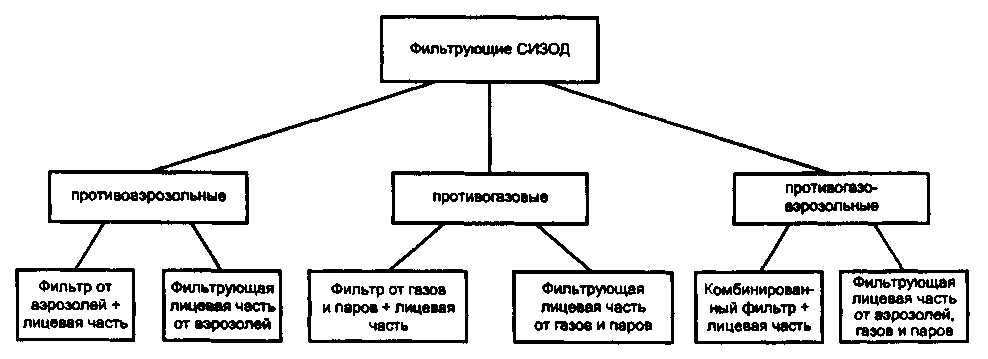 Фильтрующие СИЗОД
противоаэрозольные
противогазовые
противогазо-
аэрозольные
Фильтр от
аэрозолей +
лицевая часть
Фильтрующая
лицевая часть
от аэрозолей
Фильтр от газов
и паров + лицевая
часть
Фильтрующая
лицевая часть
от газов и паров
Комбинирован-
ный фильтр +
лицевая часть
Фильтрующая
лицевая часть
от аэрозолей,
газов и паров